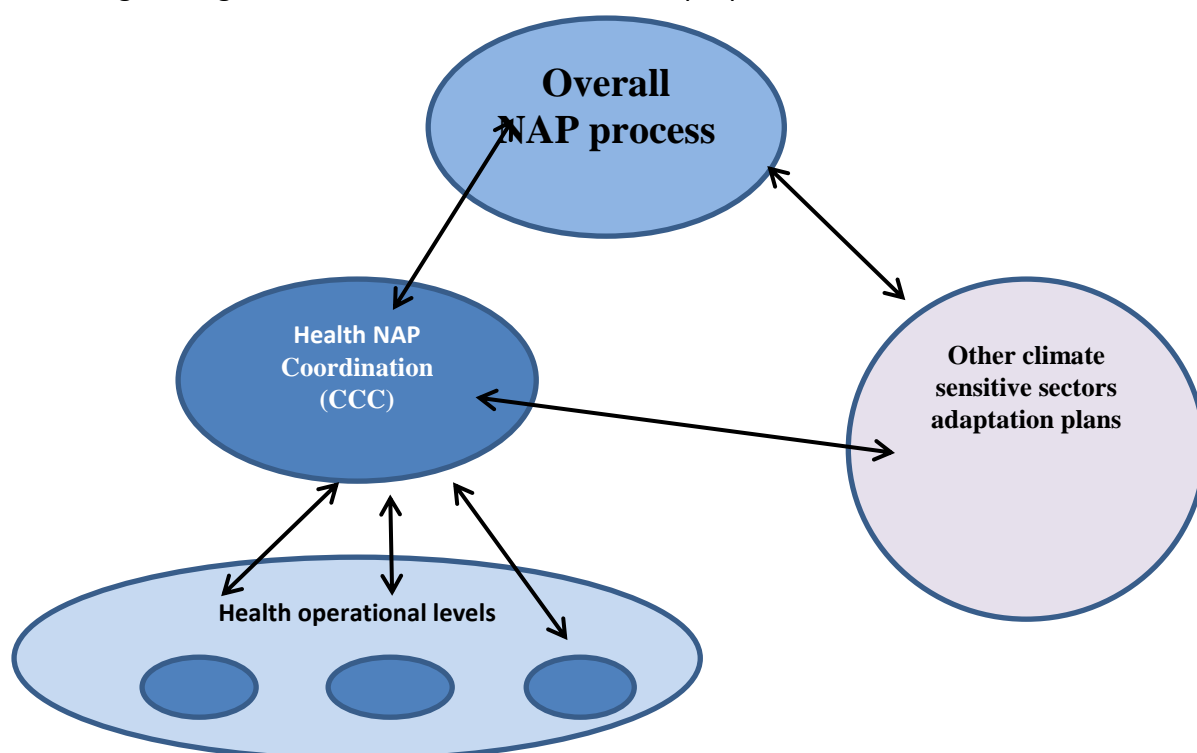 Overall
NAP process
Health NAP
Coordination
(CCC)
Other climate
sensitive sectors
adaptation plans
Health operational levels